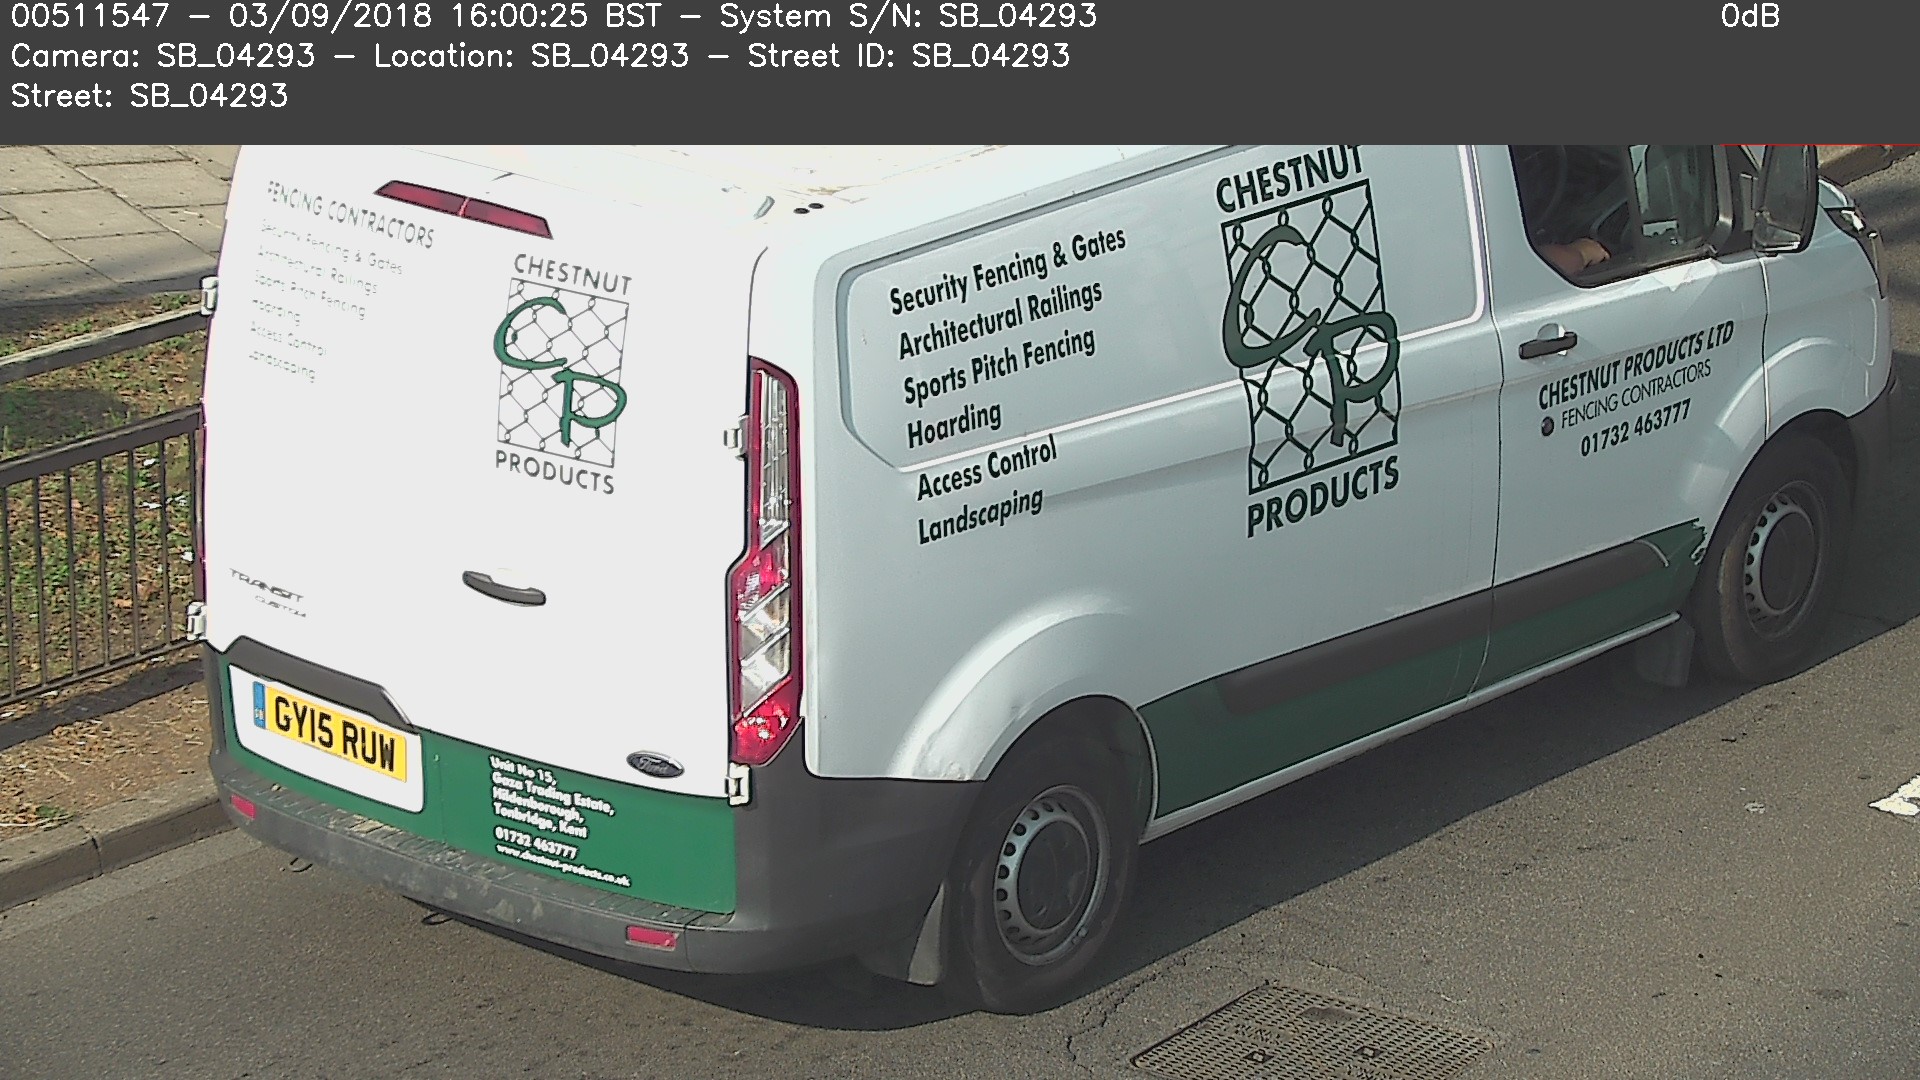 00511547 – 03/09/2018 16:00:25 BST – System S/N: SB_04293
0dB
Camera: SB_04293 – Location: SB_04293 – Street ID: SB_04293
Street: SB_04293
FENCING CONTRACTORS
Security Fencing & Gates
Architectural Railings
Sports Pitch Fencing
Hoarding
Access Control
Landscaping
CHESTNUT
CP
PRODUCTS
TRANSIT
CUSTOM
GB
GY15 RUW
Ford
Unit No 15,
Gaza Trading Estate,
Hildenborough,
Tonbridge, Kent
01732 463777
www.chestnut-products.co.uk
Security Fencing & Gates
Architectural Railings
Sports Pitch Fencing
Hoarding
Access Control
Landscaping
CHESTNUT
CP
PRODUCTS
CHESTNUT PRODUCTS LTD
FENCING CONTRACTORS
01732 463777